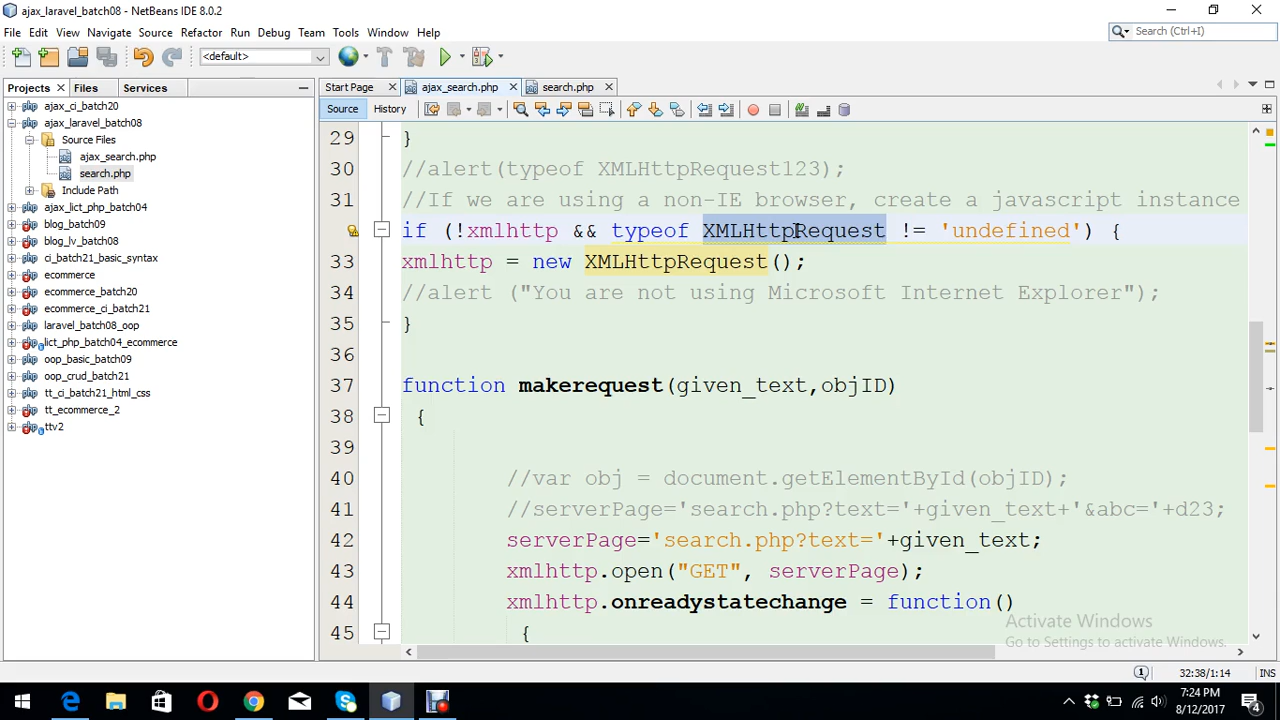 ajax_laravel_batch08 - NetBeans IDE 8.0.2
File Edit View Navigate Source Refactor Run Debug Team Tools Window Help
Search (Ctrl+I)
<default>
Projects Files Services
Start Page ajax_search.php search.php
Source History
ajax_ci_batch20
ajax_laravel_batch08
Source Files
ajax_search.php
search.php
Include Path
ajax_lict_php_batch04
blog_batch09
blog_lv_batch08
ci_batch21_basic_syntax
ecommerce
ecommerce_batch20
ecommerce_ci_batch21
laravel_batch08_oop
lict_php_batch04_ecommerce
oop_basic_batch09
oop_crud_batch21
tt_ci_batch21_html_css
tt_ecommerce_2
ttv2
29 }
30 //alert(typeof XMLHttpRequest123);
31 //If we are using a non-IE browser, create a javascript instance
if (!xmlhttp && typeof XMLHttpRequest != 'undefined') {
33 xmlhttp = new XMLHttpRequest();
34 //alert ("You are not using Microsoft Internet Explorer");
35 }
36
37 function makerequest(given_text,objID)
38 {
39
40 //var obj = document.getElementById(objID);
41 //serverPage='search.php?text='+given_text+'&abc='+d23;
42 serverPage='search.php?text='+given_text;
43 xmlhttp.open("GET", serverPage);
44 xmlhttp.onreadystatechange = function()
45 {
Activate Windows
Go to Settings to activate Windows.
1
32:38/1:14 INS
7:24 PM
8/12/2017
4